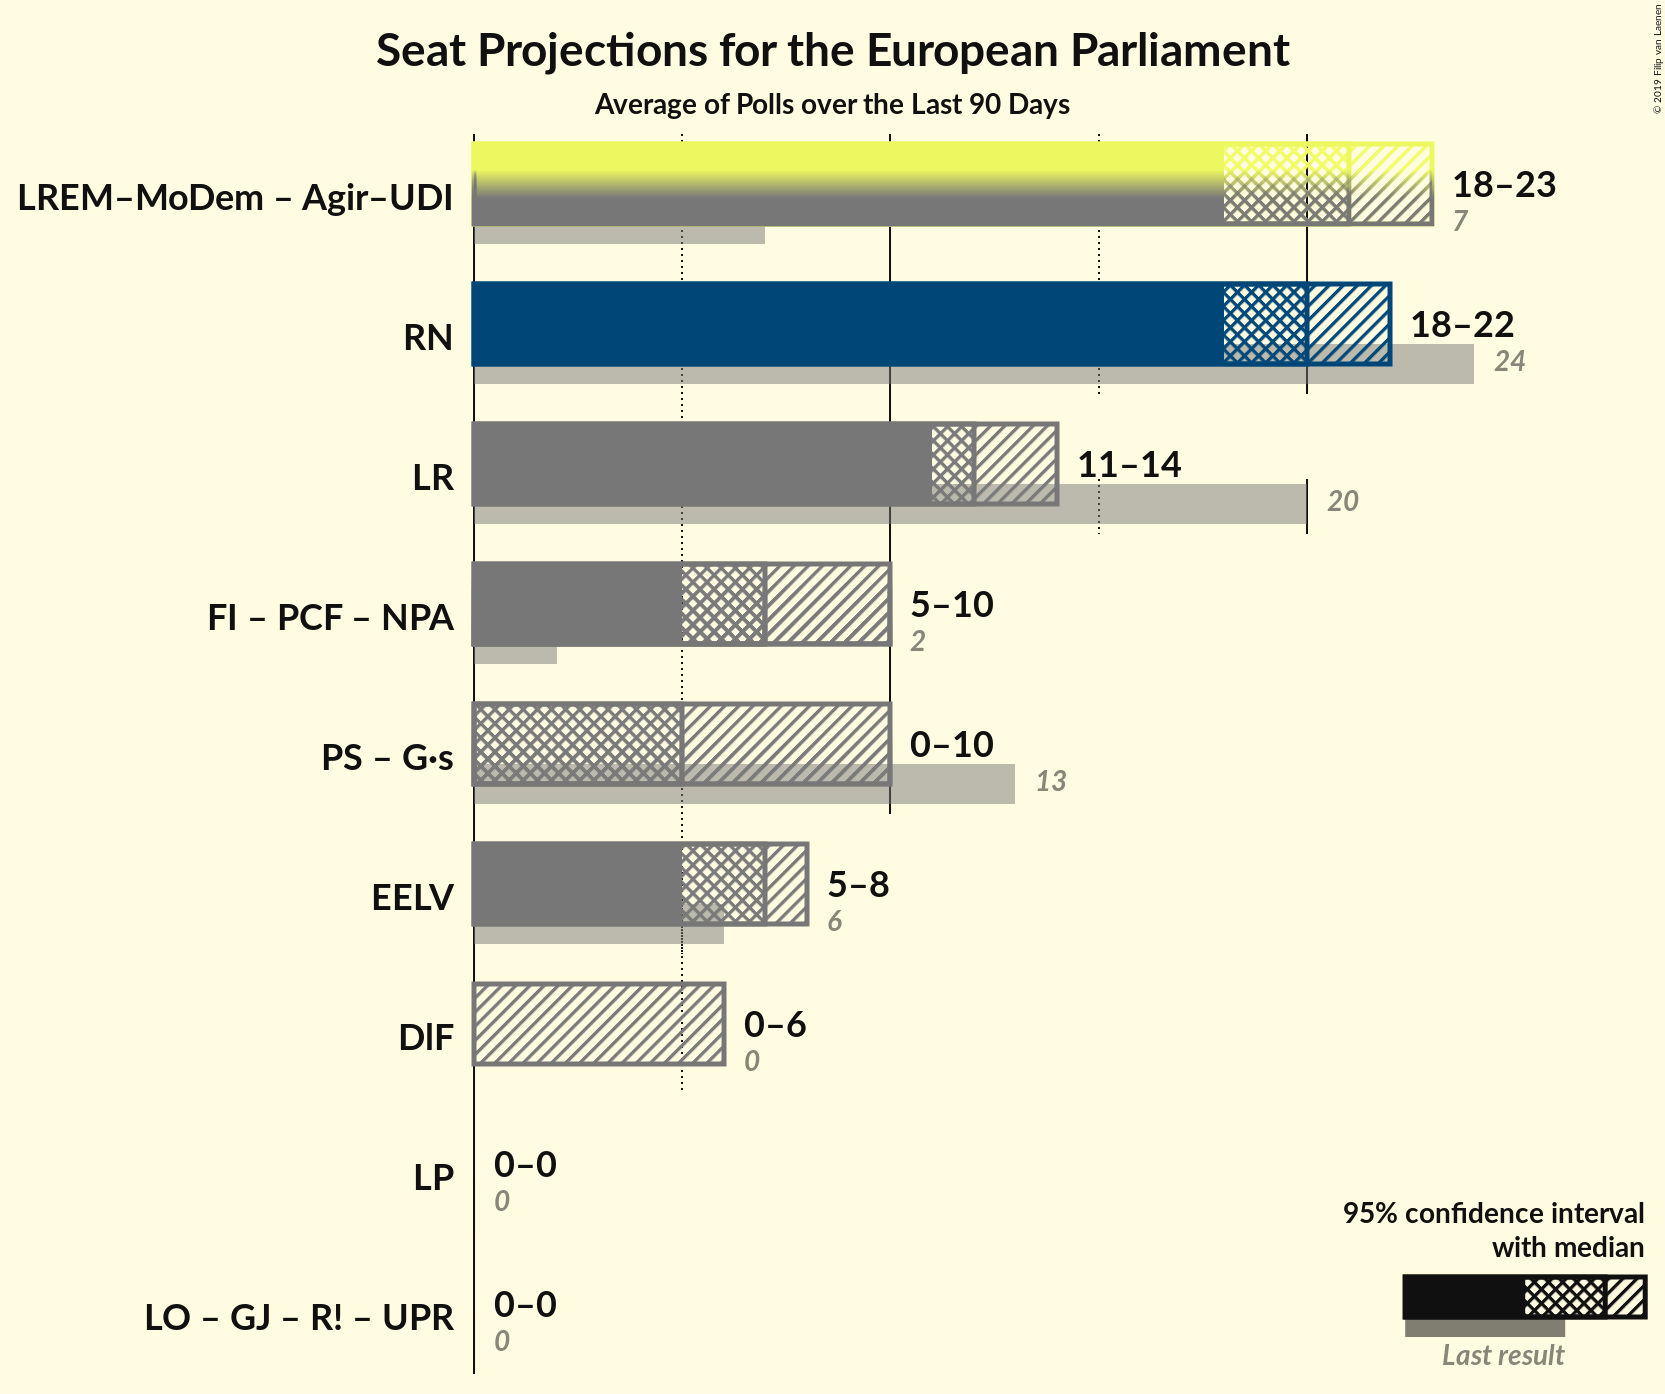 Seat Projections for the European Parliament
Average of Polls over the Last 90 Days
© 2019 Filip van Laenen
LREM–MoDem – Agir–UDI
18–23
7
RN
18–22
24
LR
11–14
20
FI – PCF – NPA
5–10
2
PS – G·s
0–10
13
EELV
5–8
6
DlF
0–6
0
LP
0–0
0
LO – GJ – R! – UPR
0–0
0
95% confidence interval
with median
Last result